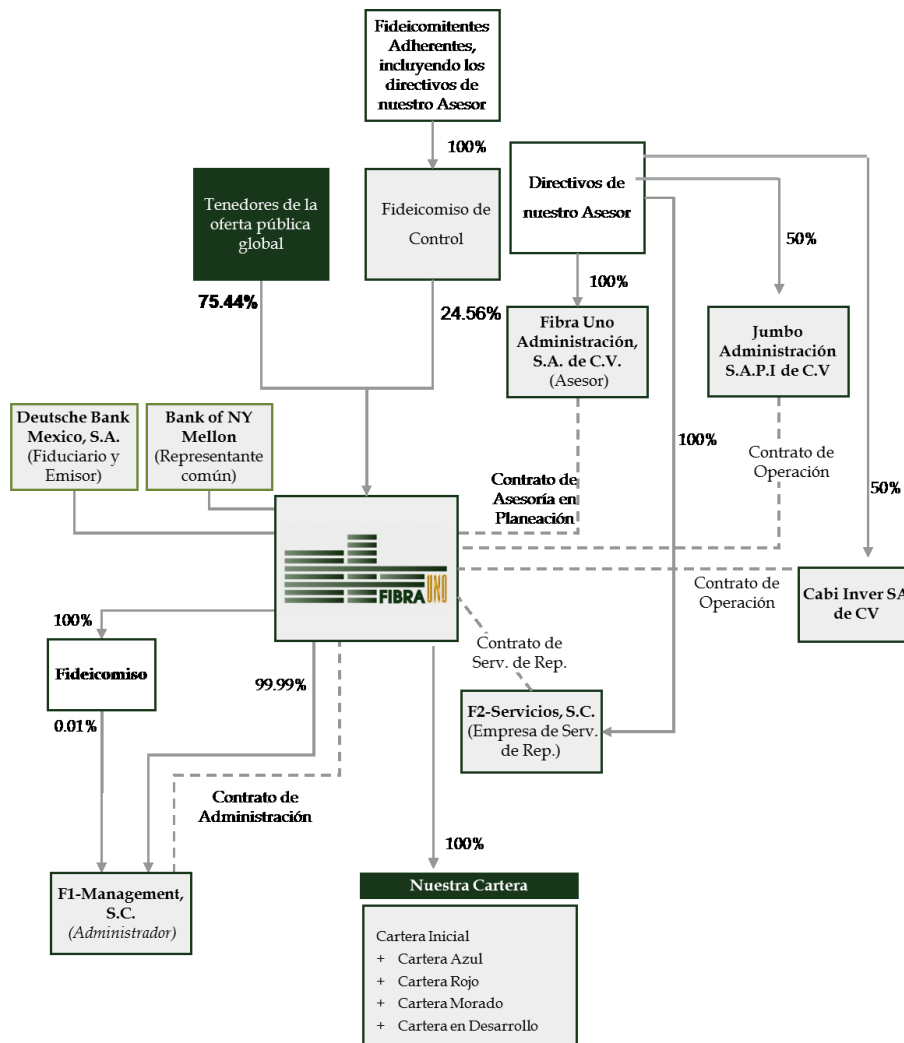 Fideicomitentes
Adherentes,
incluyendo los
directivos de
nuestro Asesor
100%
Tenedores de la
oferta pública
global
Fideicomiso de
Control
Directivos de
nuestro Asesor
50%
100%
75.44%
24.56%
Fibra Uno
Administración,
S.A. de C.V.
(Asesor)
Jumbo
Administración
S.A.P.I de C.V
Deutsche Bank
Mexico, S.A.
(Fiduciario y
Emisor)
Bank of NY
Mellon
(Representante
común)
100%
Contrato de
Operación
50%
Contrato de
Asesoría en
Planeación
FIBRA UNO
Contrato de
Operación
Cabi Inver SA
de CV
100%
Fideicomiso
0.01%
99.99%
Contrato de
Serv. de Rep.
F2-Servicios, S.C.
(Empresa de Serv.
de Rep.)
Contrato de
Administración
100%
F1-Management,
S.C.
(Administrador)
Nuestra Cartera
Cartera Inicial
+ Cartera Azul
+ Cartera Rojo
+ Cartera Morado
+ Cartera en Desarrollo